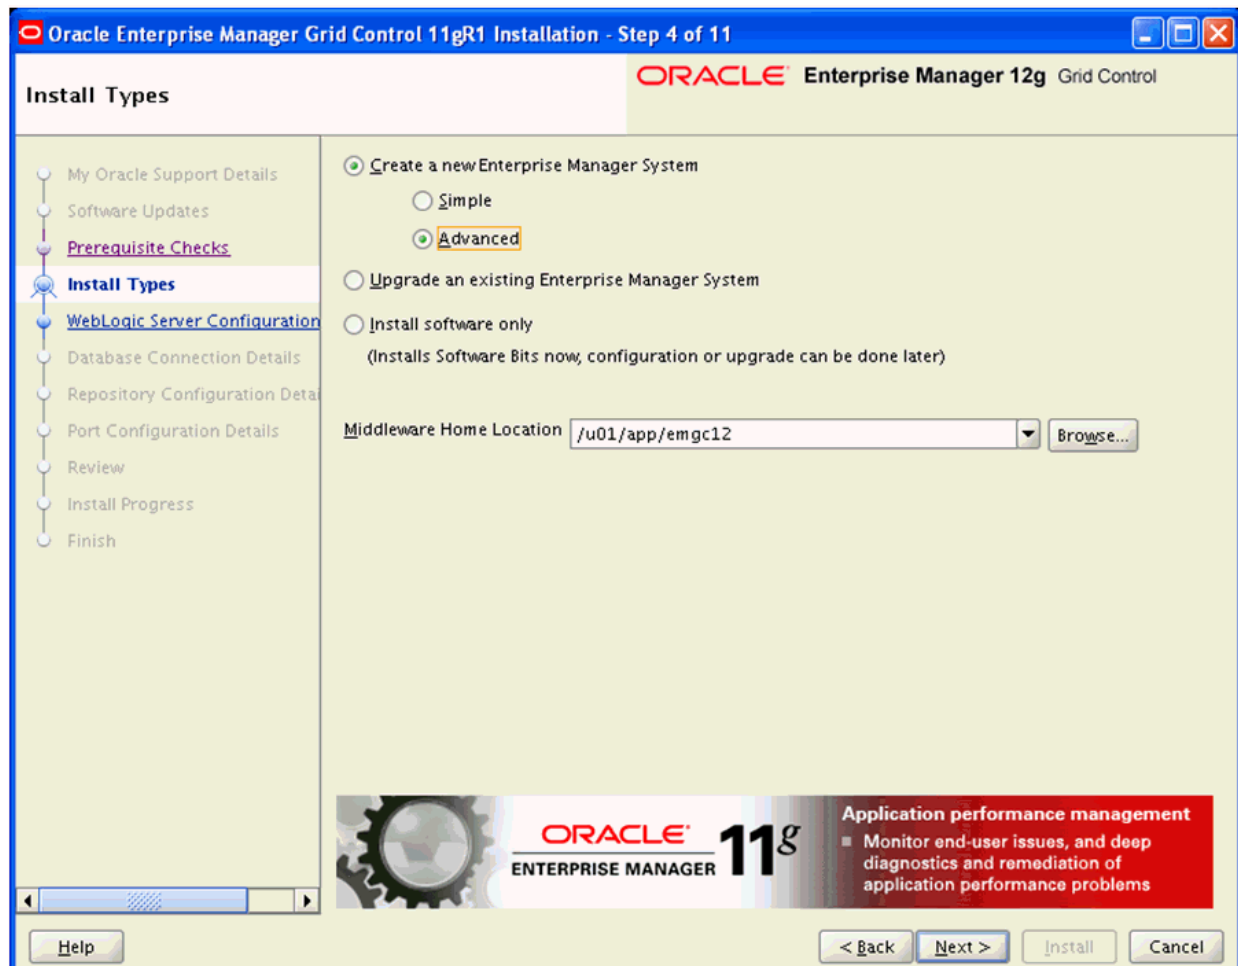 Oracle Enterprise Manager Grid Control 11gR1 Installation - Step 4 of 11
Install Types
ORACLE Enterprise Manager 12g Grid Control
My Oracle Support Details
Software Updates
Prerequisite Checks
Install Types
WebLogic Server Configuration
Database Connection Details
Repository Configuration Detai
Port Configuration Details
Review
Install Progress
Finish
Create a new Enterprise Manager System
Simple
Advanced
Upgrade an existing Enterprise Manager System
Install software only
(Installs Software Bits now, configuration or upgrade can be done later)
Middleware Home Location /u01/app/emgc12 Browse...
ORACLE
ENTERPRISE MANAGER 11g
Application performance management
Monitor end-user issues, and deep
diagnostics and remediation of
application performance problems
Help < Back Next > Install Cancel